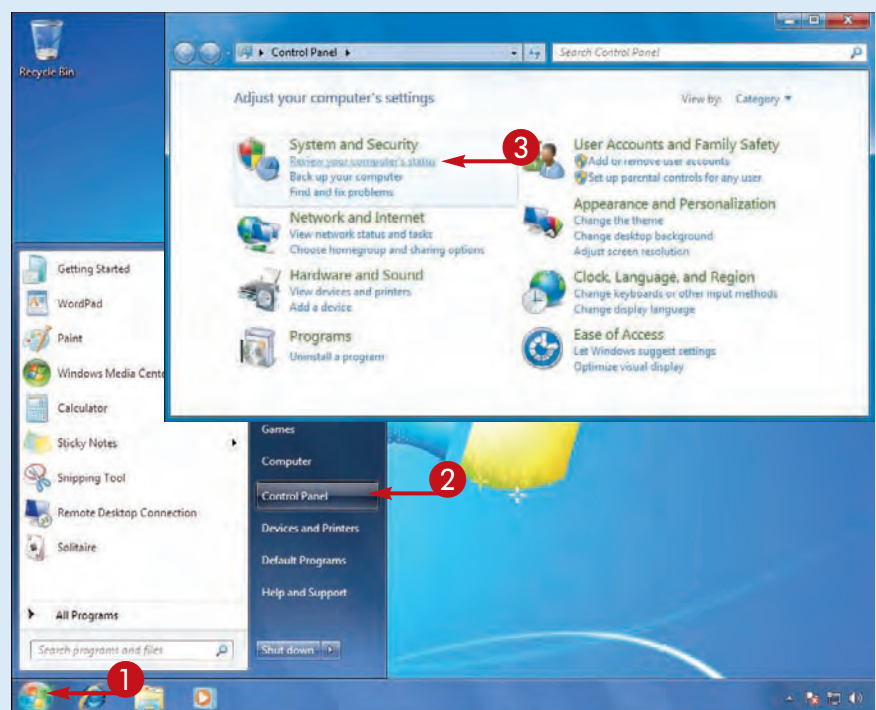 Recycle Bin
Control Panel
Search Control Panel
Adjust your computer's settings
View by: Category
System and Security
Review your computer's status
Back up your computer
Find and fix problems
Network and Internet
View network status and tasks
Choose homegroup and sharing options
Hardware and Sound
View devices and printers
Add a device
Programs
Uninstall a program
3
User Accounts and Family Safety
Add or remove user accounts
Set up parental controls for any user
Appearance and Personalization
Change the theme
Change desktop background
Adjust screen resolution
Clock, Language, and Region
Change keyboards or other input methods
Change display language
Ease of Access
Let Windows suggest settings
Optimize visual display
Getting Started
WordPad
Paint
Windows Media Cente
Calculator
Sticky Notes
Snipping Tool
Remote Desktop Connection
Solitaire
All Programs
Search programs and files
Games
Computer
Control Panel
2
Devices and Printers
Default Programs
Help and Support
Shut down
1